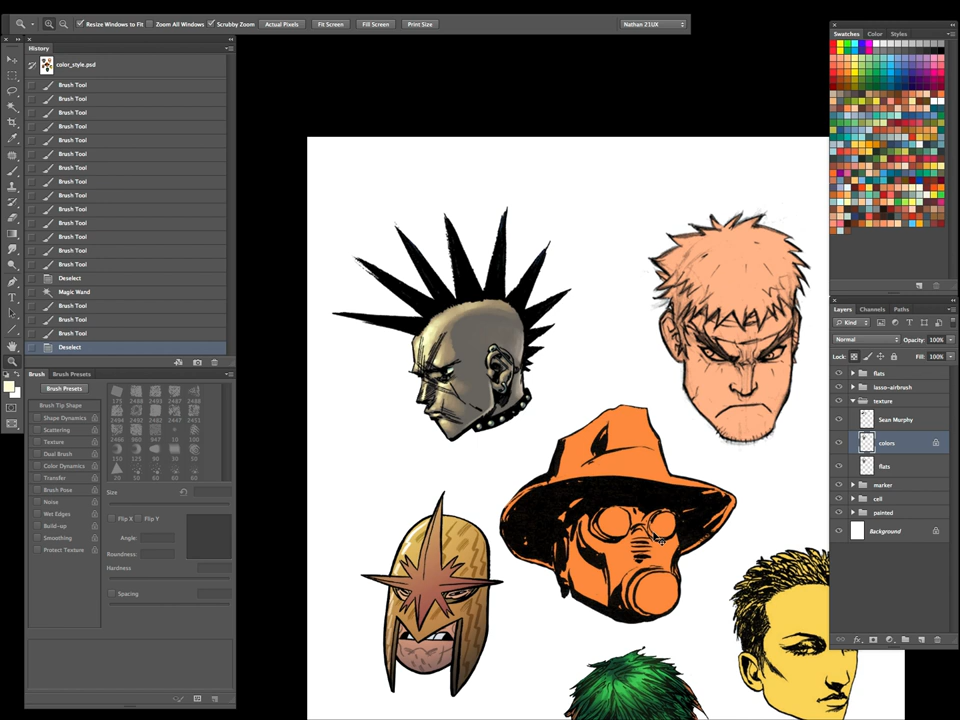 Resize Windows to Fit Zoom All Windows Scrubby Zoom Actual Pixels Fit Screen Fill Screen Print Size Nathan 21UX
History
color_style.psd
Brush Tool
Brush Tool
Brush Tool
Brush Tool
Brush Tool
Brush Tool
Brush Tool
Brush Tool
Brush Tool
Brush Tool
Brush Tool
Brush Tool
Brush Tool
Brush Tool
Deselect
Magic Wand
Brush Tool
Brush Tool
Brush Tool
Deselect
Brush Brush Presets
Brush Presets
Brush Tip Shape
Shape Dynamics
Scattering
Texture
Dual Brush
Color Dynamics
Transfer
Brush Pose
Noise
Wet Edges
Build-up
Smoothing
Protect Texture
Size
Flip X Flip Y
Angle:
Roundness:
Hardness
Spacing
Swatches Color Styles
Layers Channels Paths
Kind
Normal Opacity: 100%
Lock: Fill: 100%
flats
lasso-airbrush
texture
Sean Murphy
colors
flats
marker
cell
painted
Background